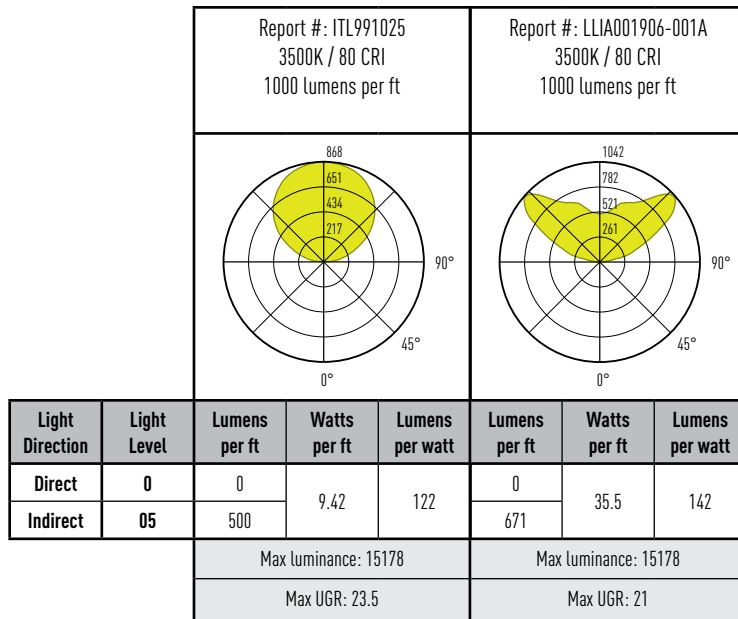 Report #: ITL991025
3500K / 80 CRI
1000 lumens per ft
Report #: LLIA001906-001A
3500K / 80 CRI
1000 lumens per ft
868
651
434
217
90°
45°
0°
1042
782
521
261
90°
45°
0°
Light Direction
Light Level
Lumens per ft
Watts per ft
Lumens per watt
Lumens per ft
Watts per ft
Lumens per watt
Direct 0 0 9.42 122 0 35.5 142
Indirect 05 500 671
Max luminance: 15178 Max luminance: 15178
Max UGR: 23.5 Max UGR: 21